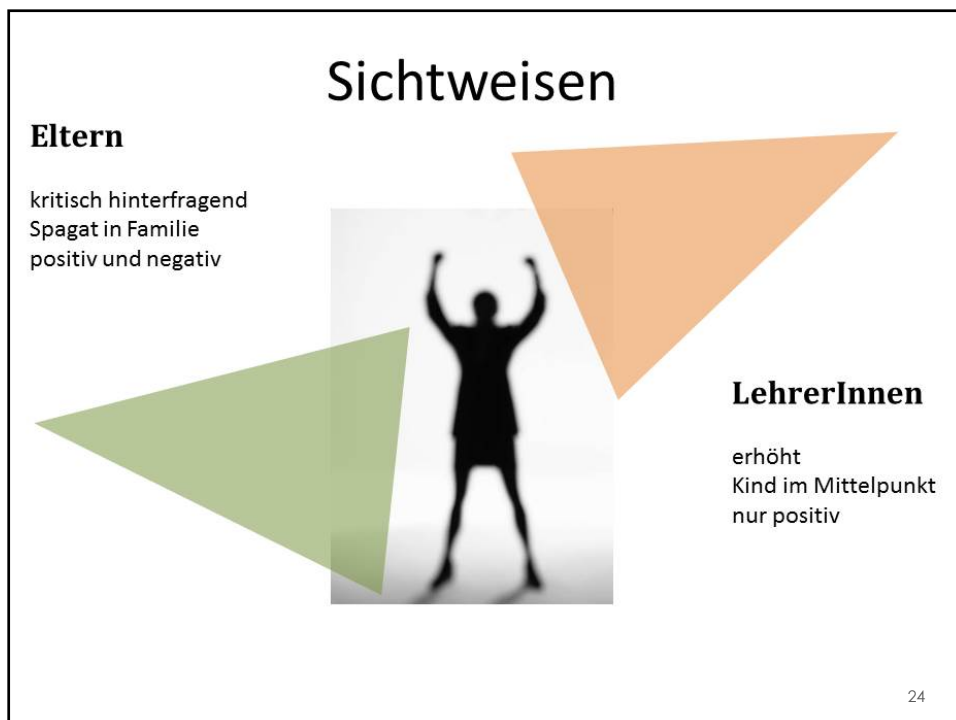 Sichtweisen
Eltern
kritisch hinterfragend
Spagat in Familie
positiv und negativ
LehrerInnen
erhöht
Kind im Mittelpunkt
nur positiv
24